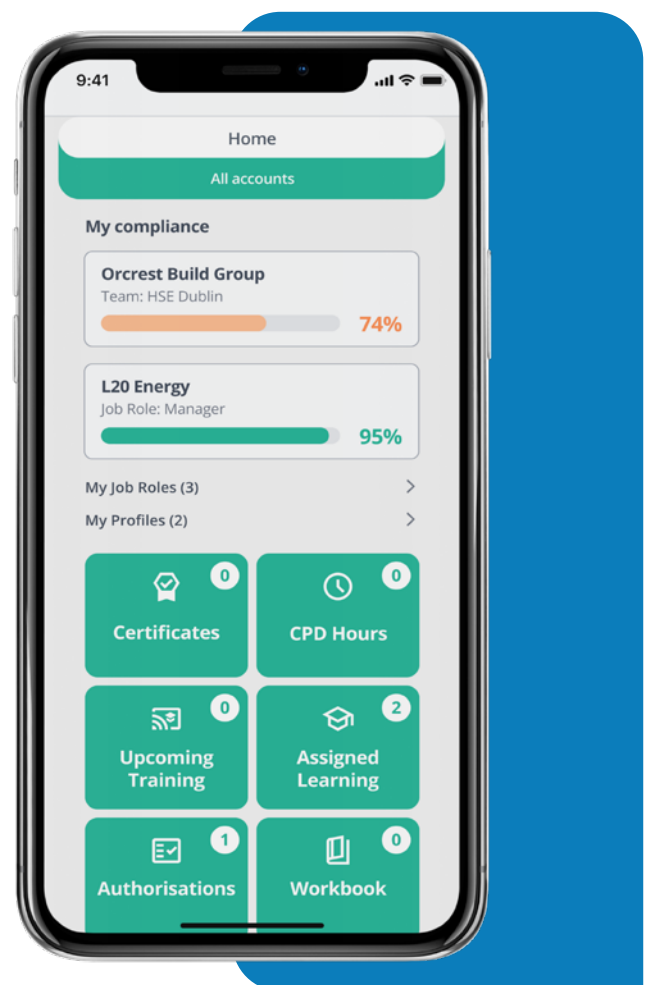 9:41
Home
All accounts
My compliance
Orcrest Build Group
Team: HSE Dublin
74%
L20 Energy
Job Role: Manager
95%
My Job Roles (3)
My Profiles (2)
0
Certificates
0
CPD Hours
0
Upcoming
Training
2
Assigned
Learning
1
Authorisations
0
Workbook